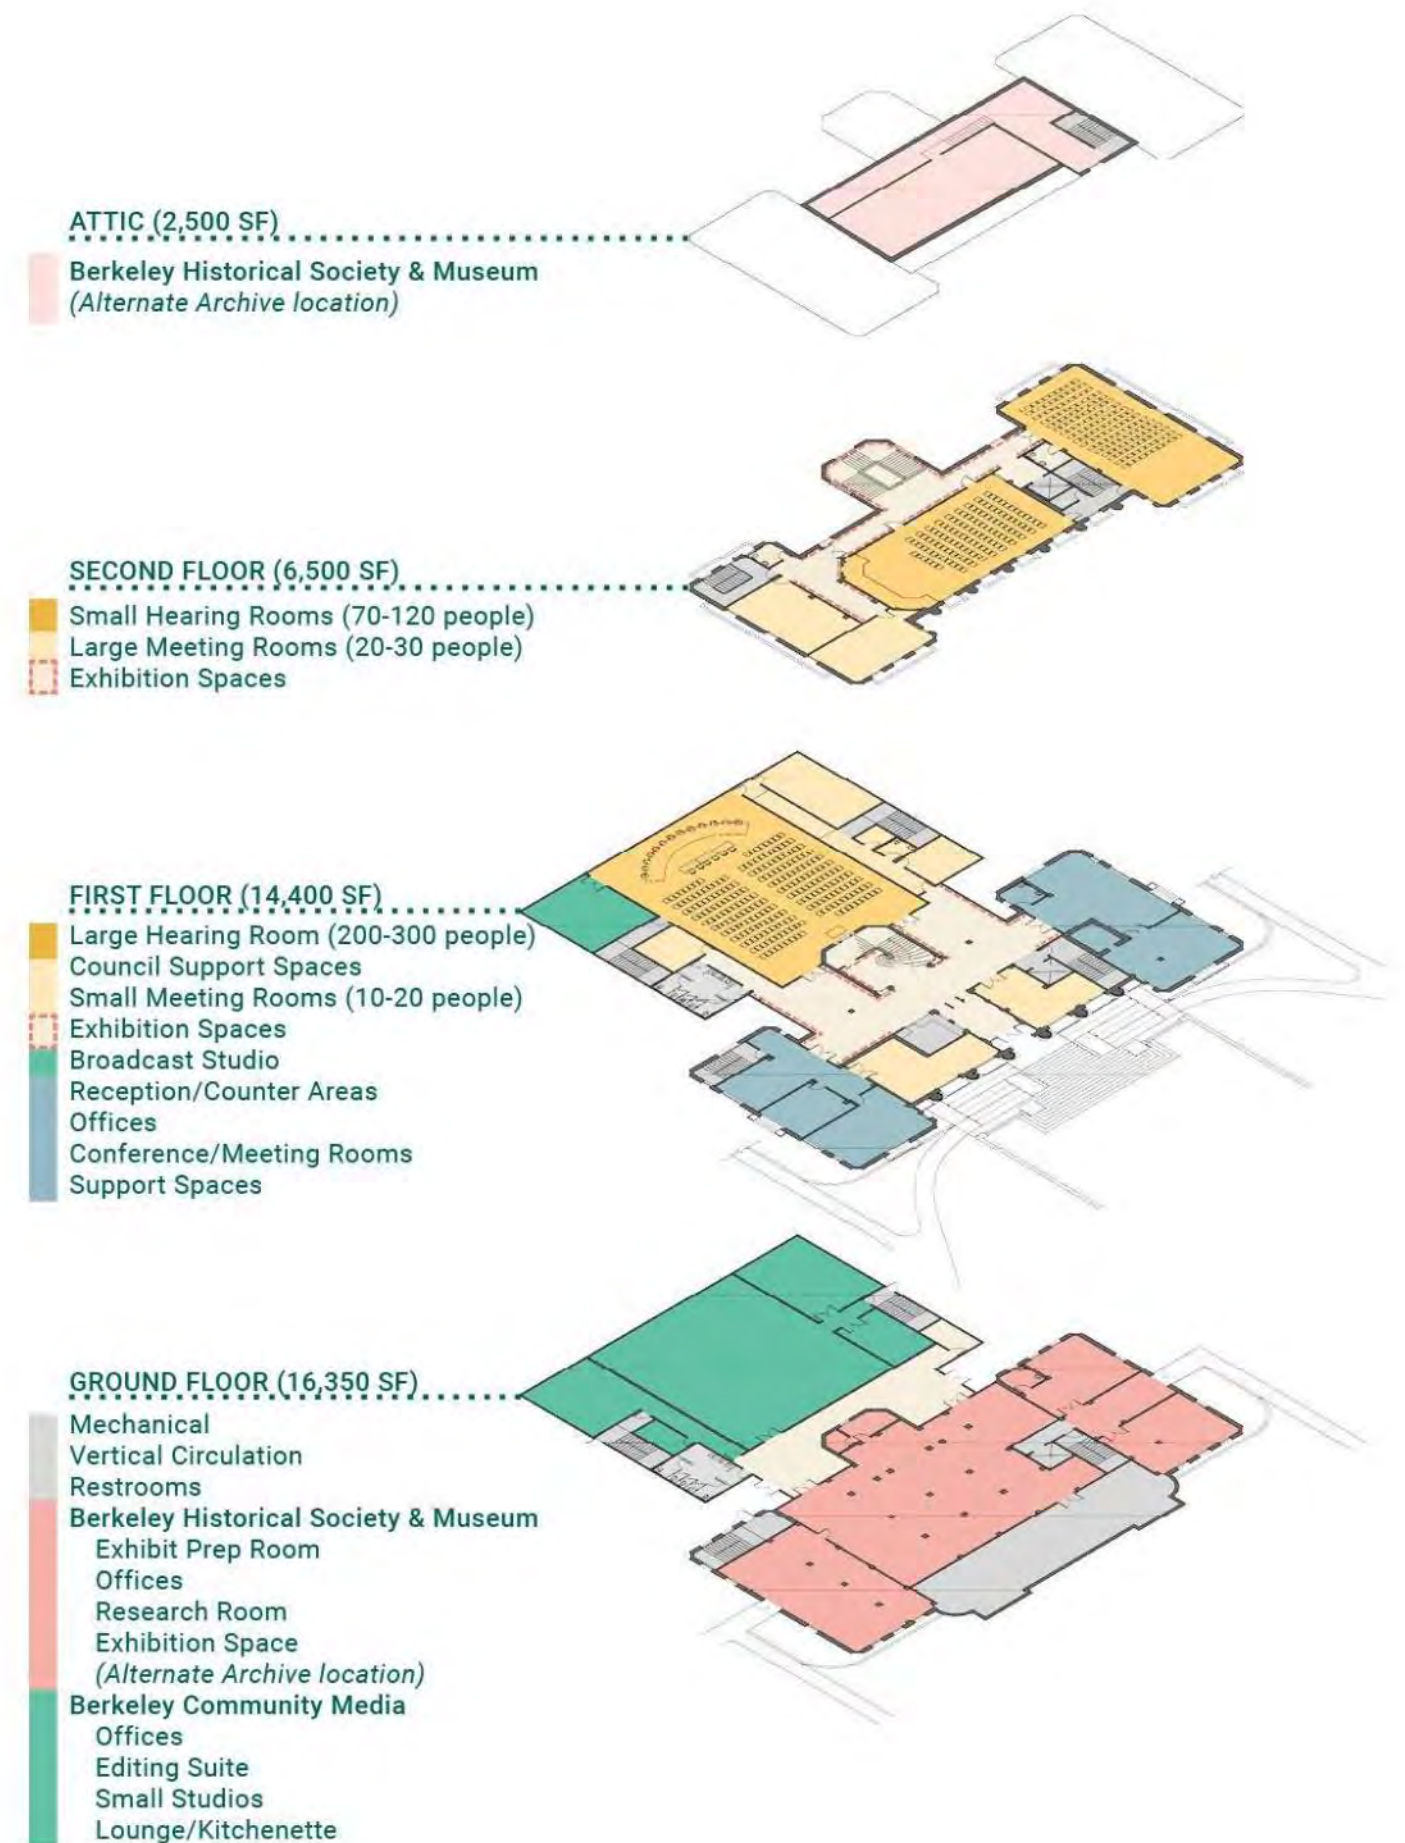 ATTIC (2,500 SF)
Berkeley Historical Society & Museum
(Alternate Archive location)
SECOND FLOOR (6,500 SF)
Small Hearing Rooms (70-120 people)
Large Meeting Rooms (20-30 people)
Exhibition Spaces
FIRST FLOOR (14,400 SF)
Large Hearing Room (200-300 people)
Council Support Spaces
Small Meeting Rooms (10-20 people)
Exhibition Spaces
Broadcast Studio
Reception/Counter Areas
Offices
Conference/Meeting Rooms
Support Spaces
GROUND FLOOR (16,350 SF)
Mechanical
Vertical Circulation
Restrooms
Berkeley Historical Society & Museum
Exhibit Prep Room
Offices
Research Room
Exhibition Space
(Alternate Archive location)
Berkeley Community Media
Offices
Editing Suite
Small Studios
Lounge/Kitchenette